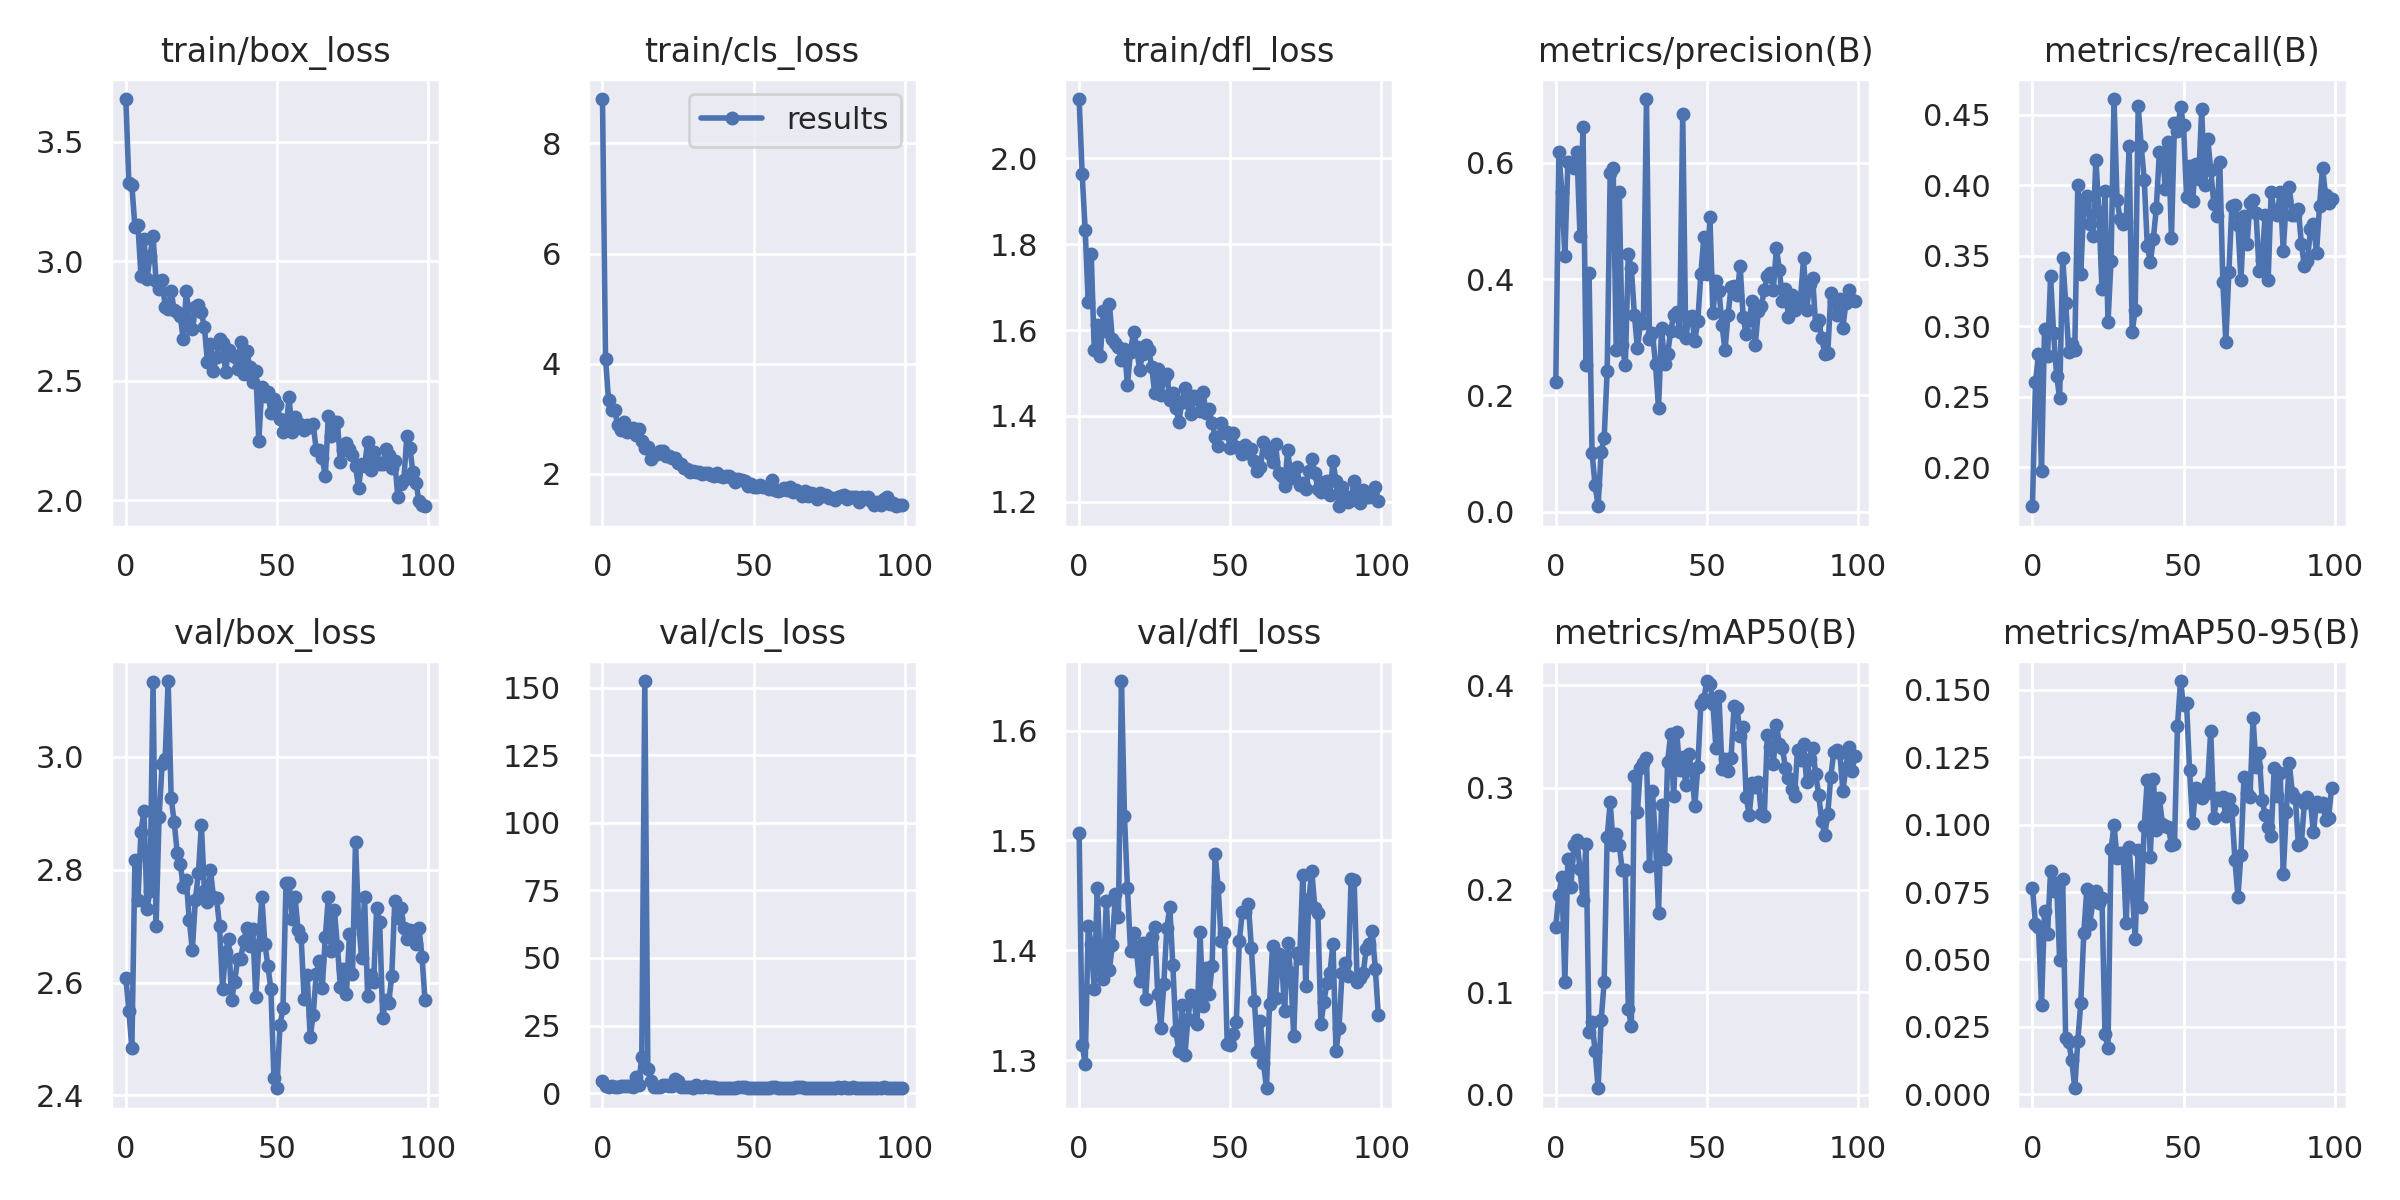 train/box_loss
3.5
3.0
2.5
2.0
0 50 100
train/cls_loss
results
8
6
4
2
0 50 100
train/dfl_loss
2.0
1.8
1.6
1.4
1.2
0 50 100
metrics/precision(B)
0.6
0.4
0.2
0.0
0 50 100
metrics/recall(B)
0.45
0.40
0.35
0.30
0.25
0.20
0 50 100
val/box_loss
3.0
2.8
2.6
2.4
0 50 100
val/cls_loss
150
125
100
75
50
25
0
0 50 100
val/dfl_loss
1.6
1.5
1.4
1.3
0 50 100
metrics/mAP50(B)
0.4
0.3
0.2
0.1
0.0
0 50 100
metrics/mAP50-95(B)
0.150
0.125
0.100
0.075
0.050
0.025
0.000
0 50 100